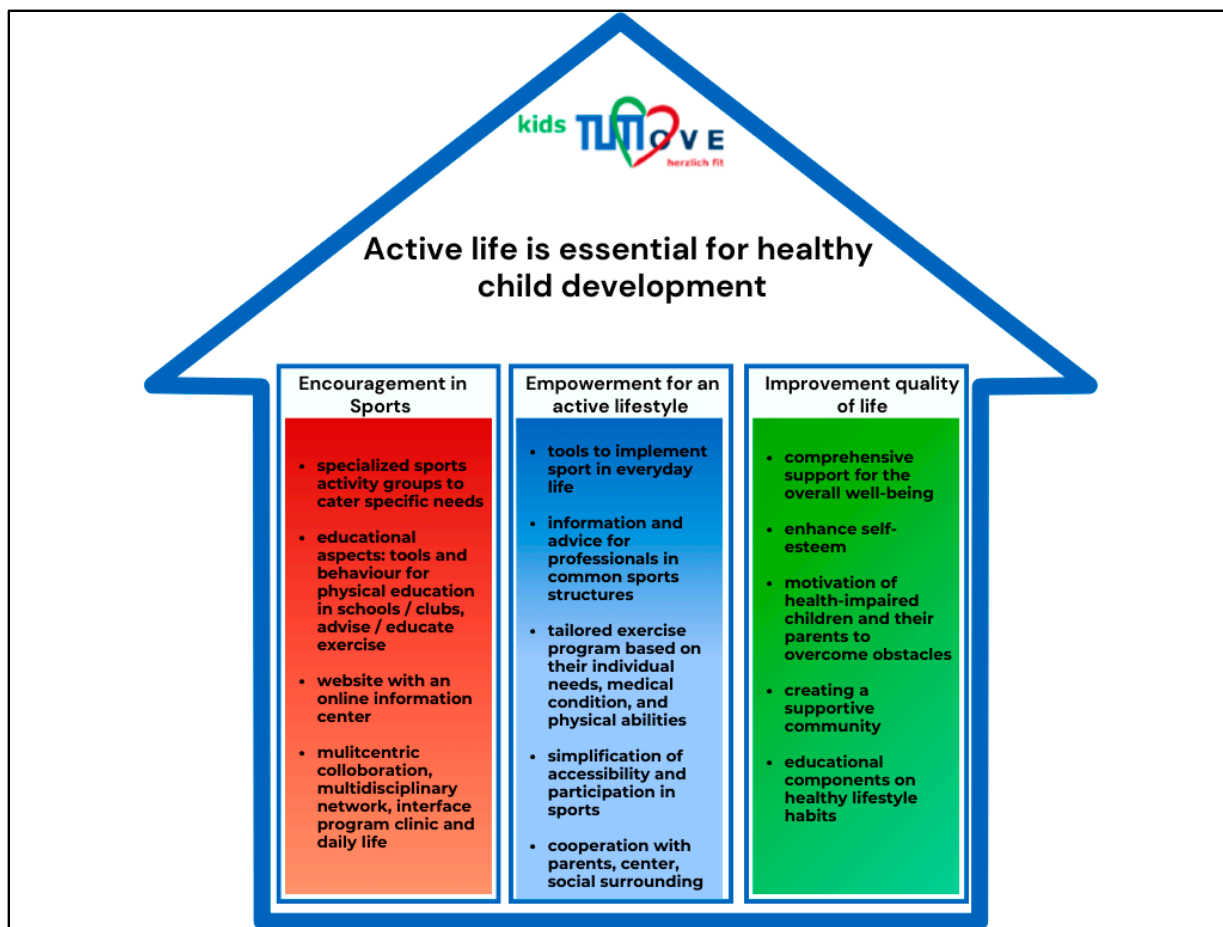 kids TUMMOVE
herzlich fit
Active life is essential for healthy
child development
Encouragement in
Sports
• specialized sports
activity groups to
cater specific needs
• educational
aspects: tools and
behaviour for
physical education
in schools / clubs,
advise / educate
exercise
• website with an
online information
center
• mulitcentric
colloboration,
multidisciplinary
network, interface
program clinic and
daily life
Empowerment for an
active lifestyle
• tools to implement
sport in everyday
life
• information and
advice for
professionals in
common sports
structures
• tailored exercise
program based on
their individual
needs, medical
condition, and
physical abilities
• simplification of
accessibility and
participation in
sports
• cooperation with
parents, center,
social surrounding
Improvement quality
of life
• comprehensive
support for the
overall well-being
• enhance self-
esteem
• motivation of
health-impaired
children and their
parents to
overcome obstacles
• creating a
supportive
community
• educational
components on
healthy lifestyle
habits